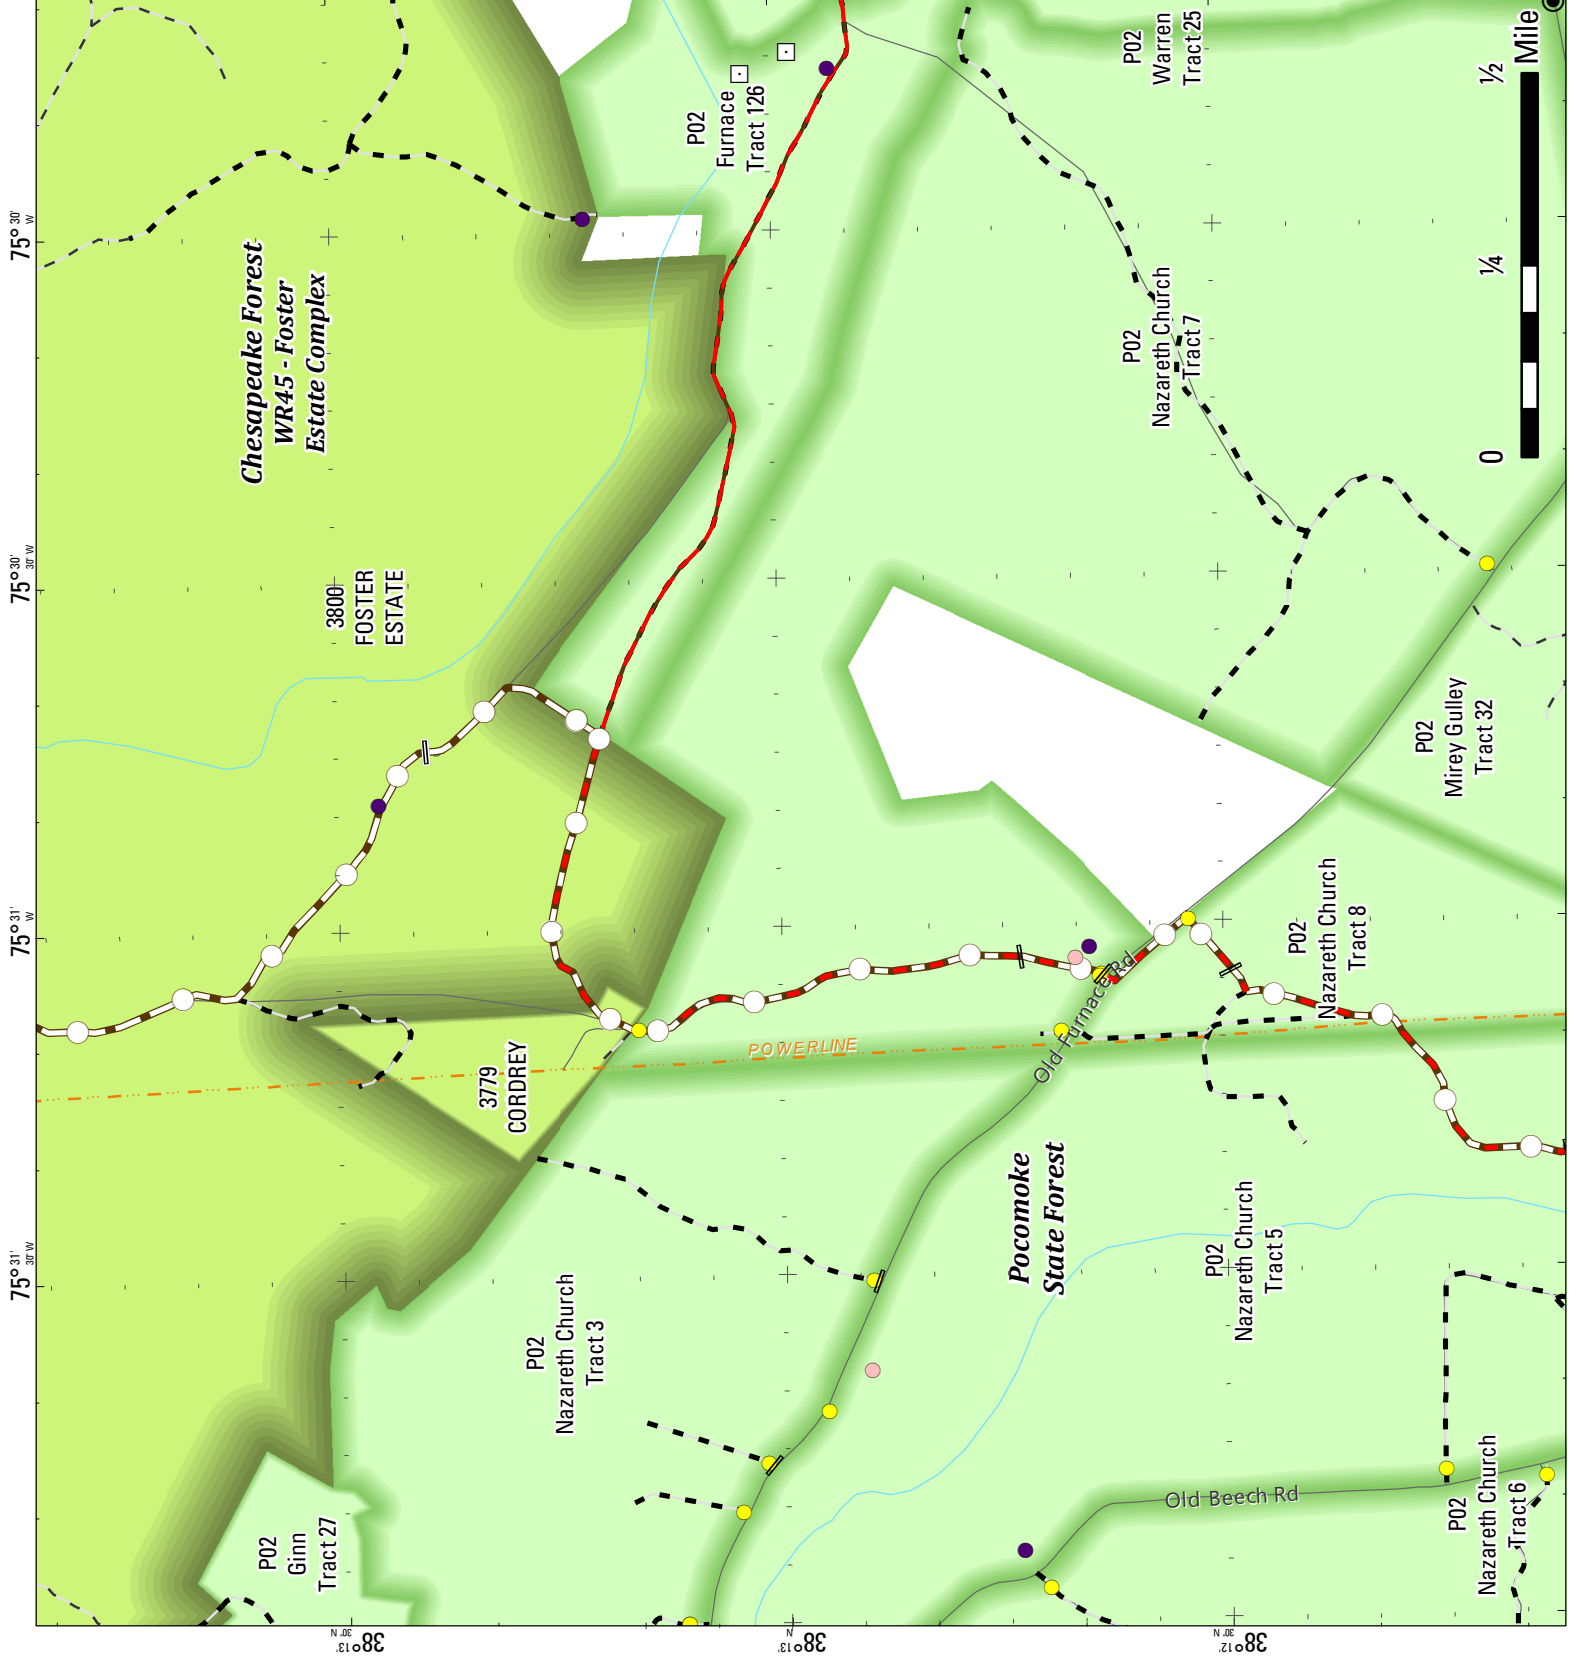 75°30' W
75°30' 30" W
75°31' W
75°31' 30" W
38°13' 30" N
38°13' N
38°12' 30" N
Chesapeake Forest
WR45 - Foster
Estate Complex
3800
FOSTER
ESTATE
3779
CORDREY
P02
Furnace
Tract 126
P02
Warren
Tract 25
P02
Nazareth Church
Tract 7
P02
Mirey Gulley
Tract 32
P02
Nazareth Church
Tract 8
POWERLINE
Old Furnace Rd
Pocomoke
State Forest
P02
Nazareth Church
Tract 5
P02
Nazareth Church
Tract 3
P02
Ginn
Tract 27
Old Beech Rd
P02
Nazareth Church
Tract 6
0 ¼ ½ Mile